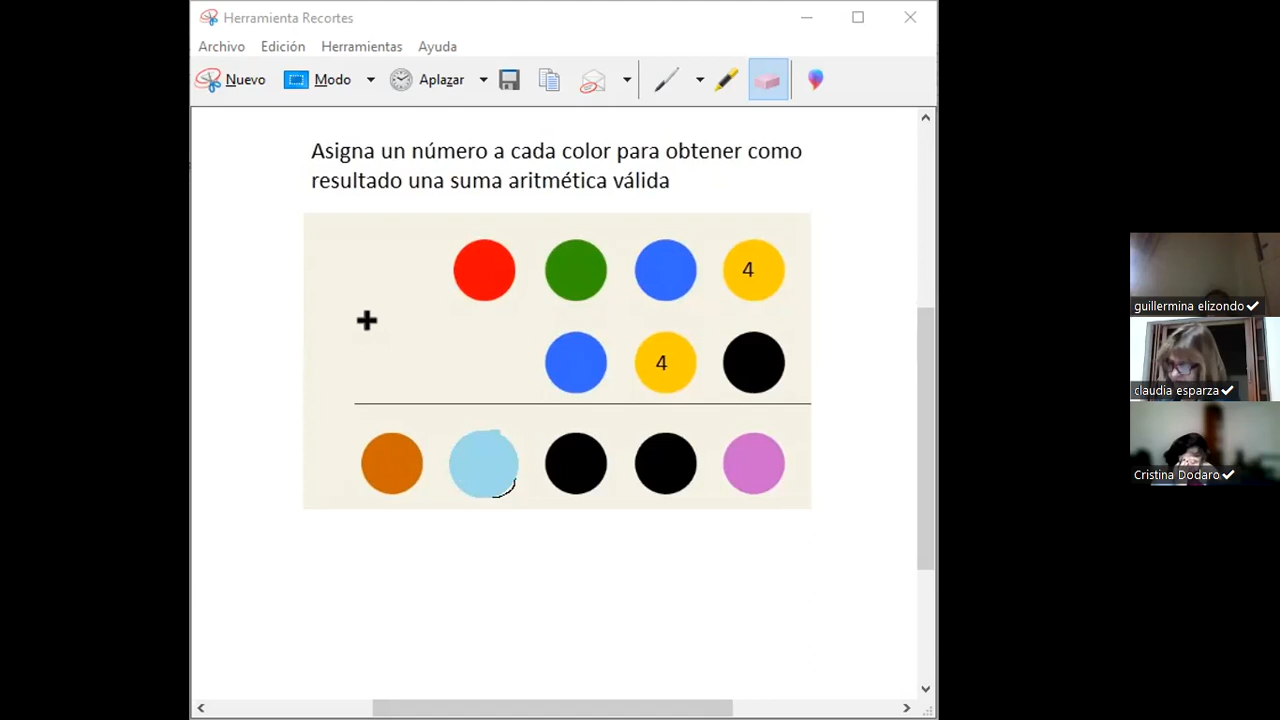 Herramienta Recortes
Archivo Edición Herramientas Ayuda
Nuevo Modo Aplazar
Asigna un número a cada color para obtener como
resultado una suma aritmética válida
4
+
4
guillermina elizondo
claudia esparza
Cristina Dodaro